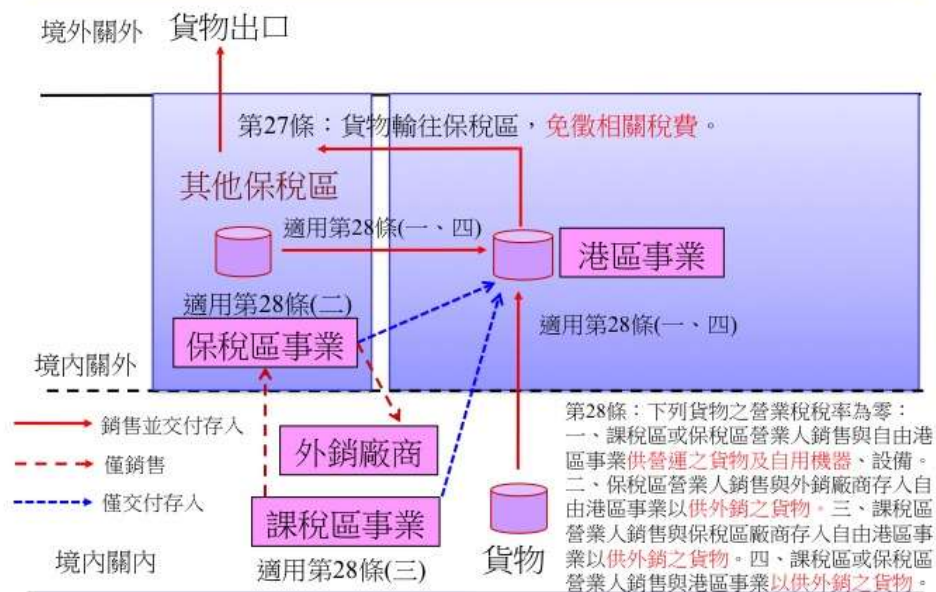 境外關外
貨物出口
第27條：貨物輸往保稅區，免徵相關稅費。
其他保稅區
適用第28條(一、四)
港區事業
適用第28條(二)
保稅區事業
適用第28條(一、四)
境內關外
銷售並交付存入
僅銷售
僅交付存入
外銷廠商
課稅區事業
適用第28條(三)
境內關內
貨物
第28條：下列貨物之營業稅稅率為零：
一、課稅區或保稅區營業人銷售與自由港
區事業供營運之貨物及自用機器、設備。
二、保稅區營業人銷售與外銷廠商存入自
由港區事業以供外銷之貨物。三、課稅區
營業人銷售與保稅區廠商存入自由港區事
業以供外銷之貨物。四、課稅區或保稅區
營業人銷售與港區事業以供外銷之貨物。